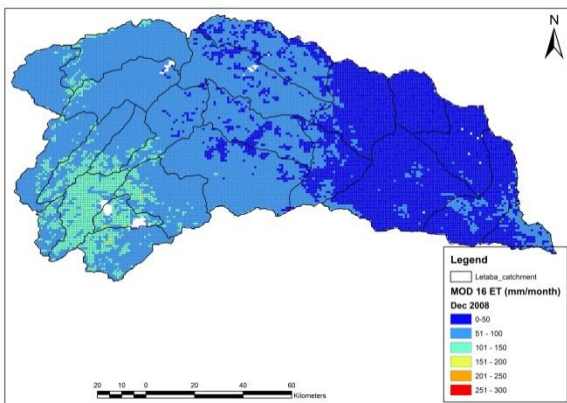 N
Legend
Letaba_catchment
MOD 16 ET (mm/month)
Dec 2008
0-50
51 - 100
101 - 150
151 - 200
201 - 250
251 - 300
20 10 0 20 40 60
Kilometers